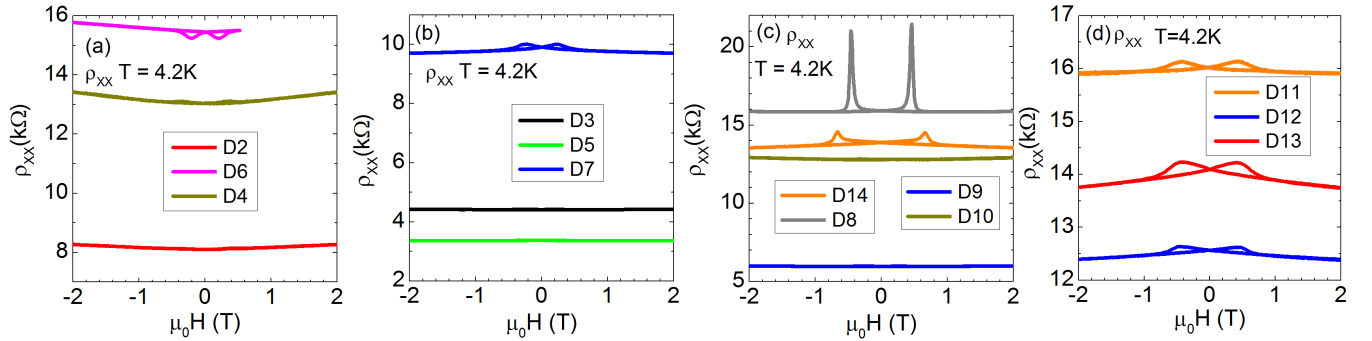 (a)
ρXX T = 4.2K
D2
D6
D4
16
14
12
10
8
ρXX(kΩ)
-2 -1 0 1 2
μ0H (T)
(b)
ρXX T = 4.2K
D3
D5
D7
10
8
6
4
2
ρXX(kΩ)
-2 -1 0 1 2
μ0H (T)
(c) ρXX
T = 4.2K
D14
D8
D9
D10
20
15
10
5
ρXX(kΩ)
-2 -1 0 1 2
μ0H (T)
(d) ρXX T=4.2K
D11
D12
D13
17
16
15
14
13
12
ρXX(kΩ)
-2 -1 0 1 2
μ0H (T)